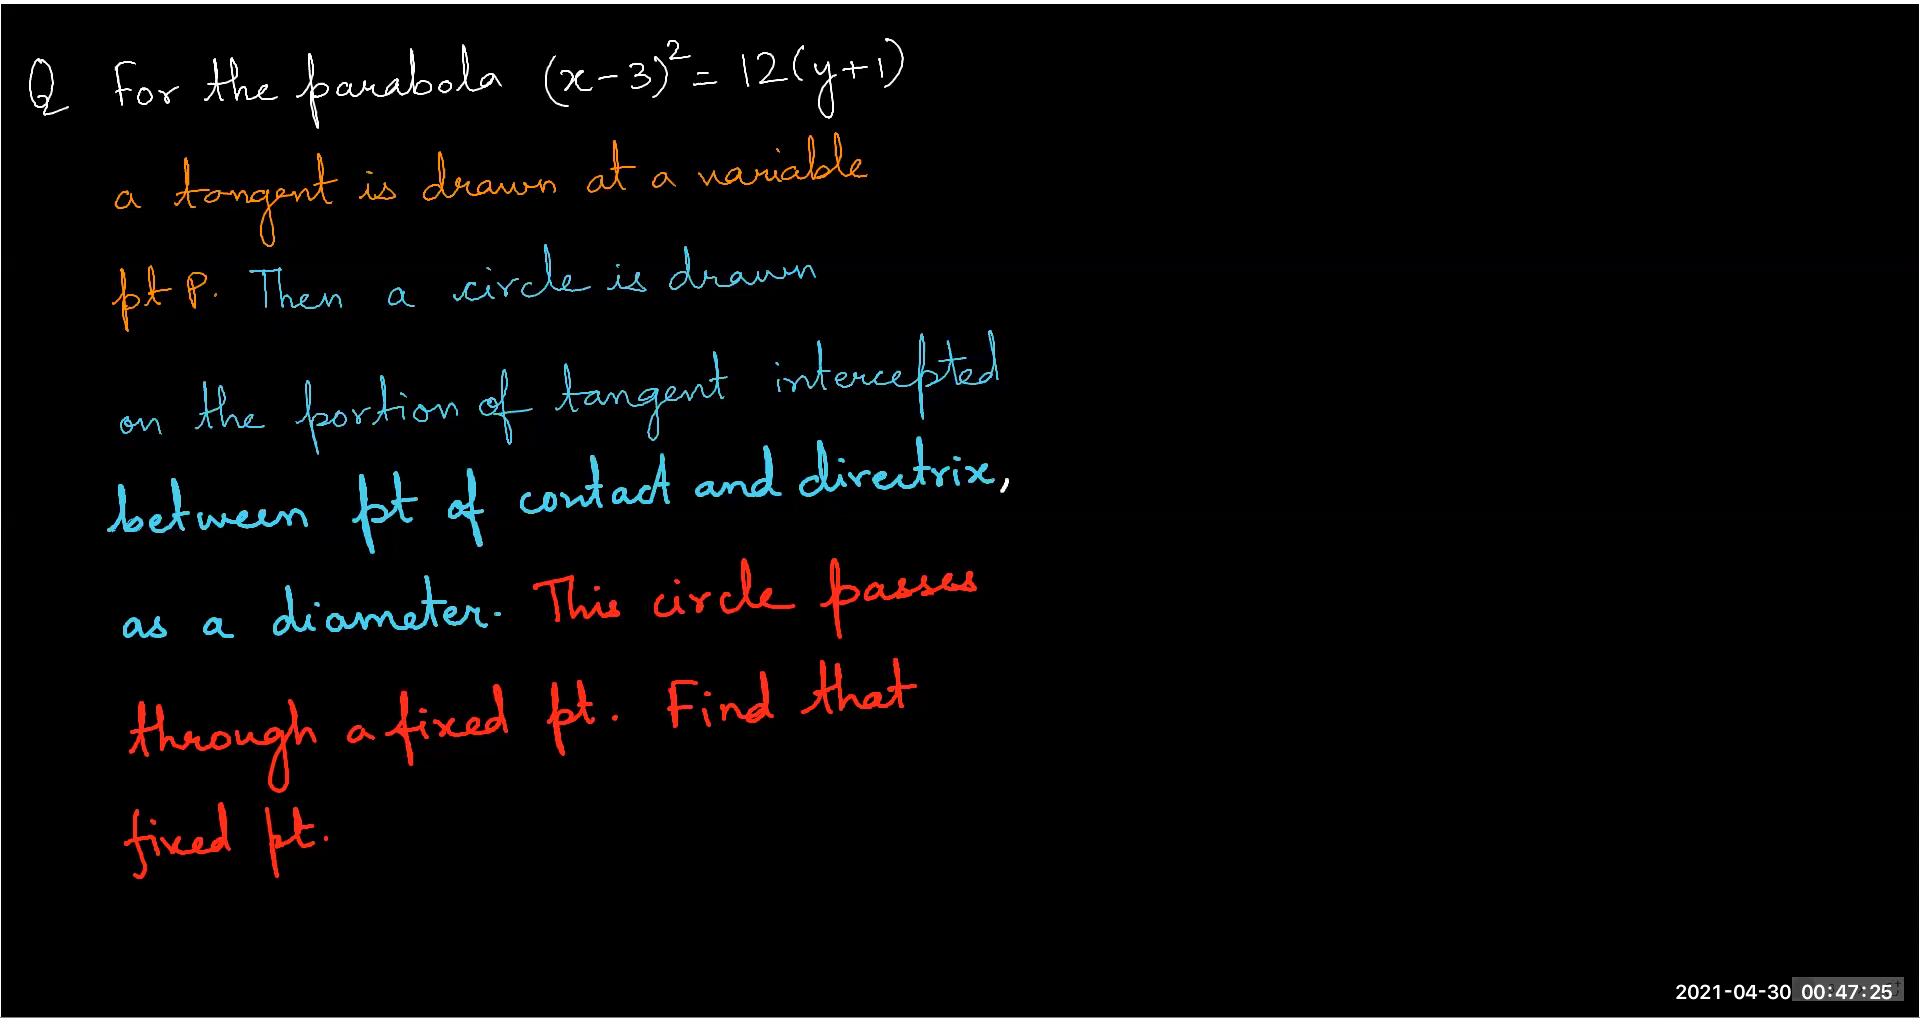 Q For the parabola (x-3)² = 12(y+1)
a tangent is drawn at a variable
pt P. Then a circle is drawn
on the portion of tangent intercepted
between pt of contact and directrix,
as a diameter. This circle passes
through a fixed pt. Find that
fixed pt.
2021-04-30 00:47:25